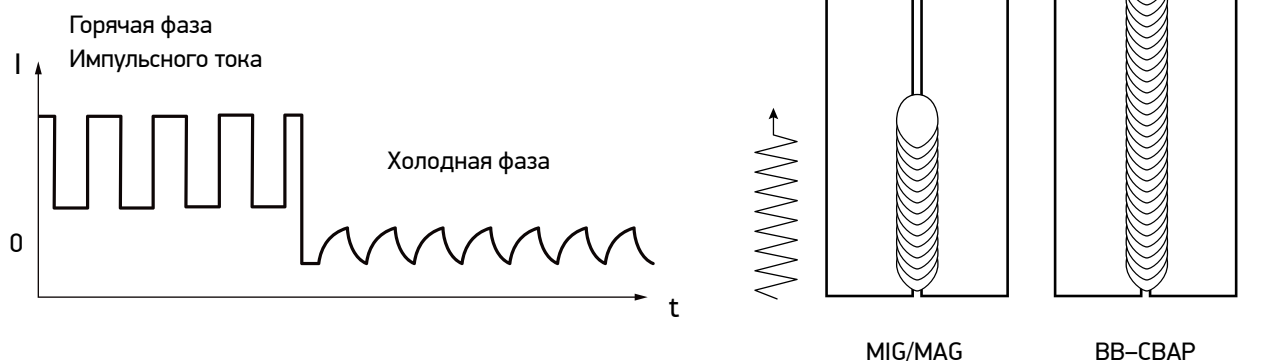 Горячая фаза
Импульсного тока
I
Холодная фаза
0
t
MIG/MAG
ВВ–СВАР